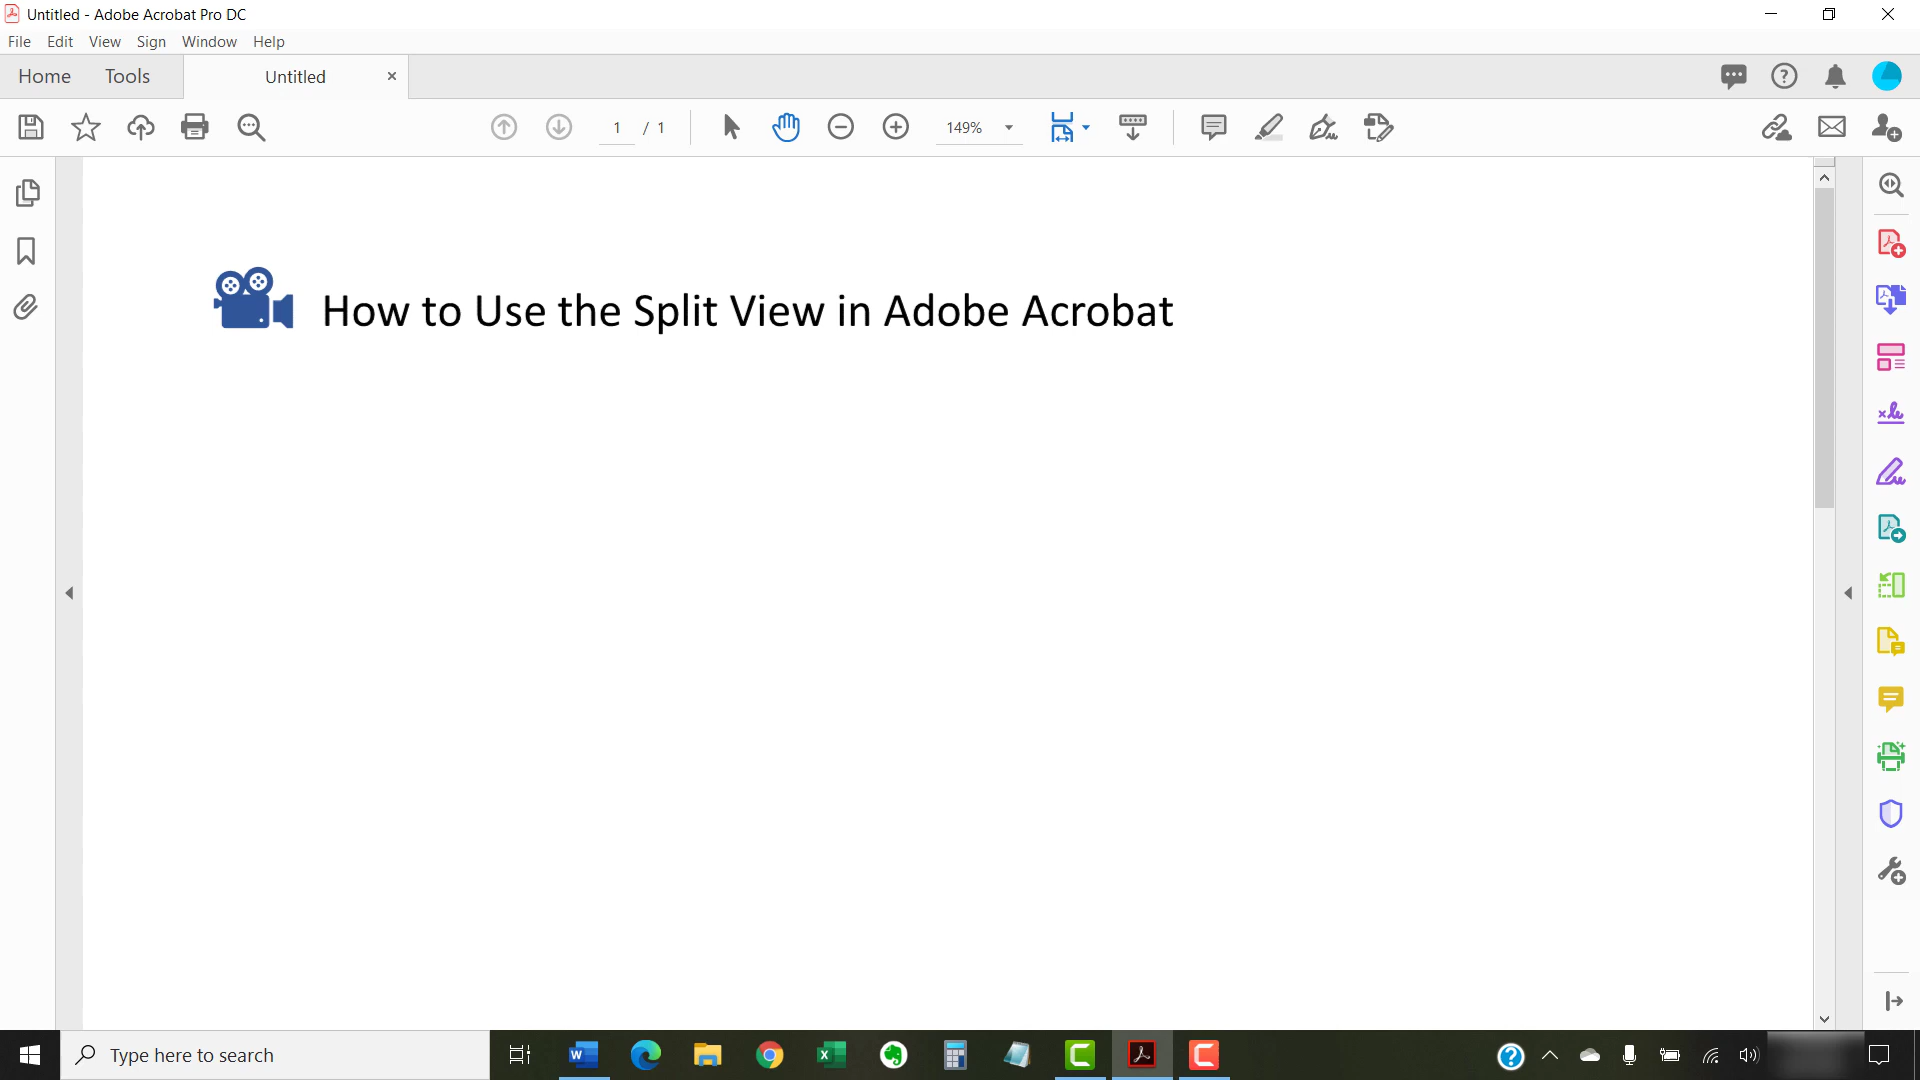 Untitled - Adobe Acrobat Pro DC
File Edit View Sign Window Help
Home Tools Untitled
1 / 1 149%
How to Use the Split View in Adobe Acrobat
Type here to search